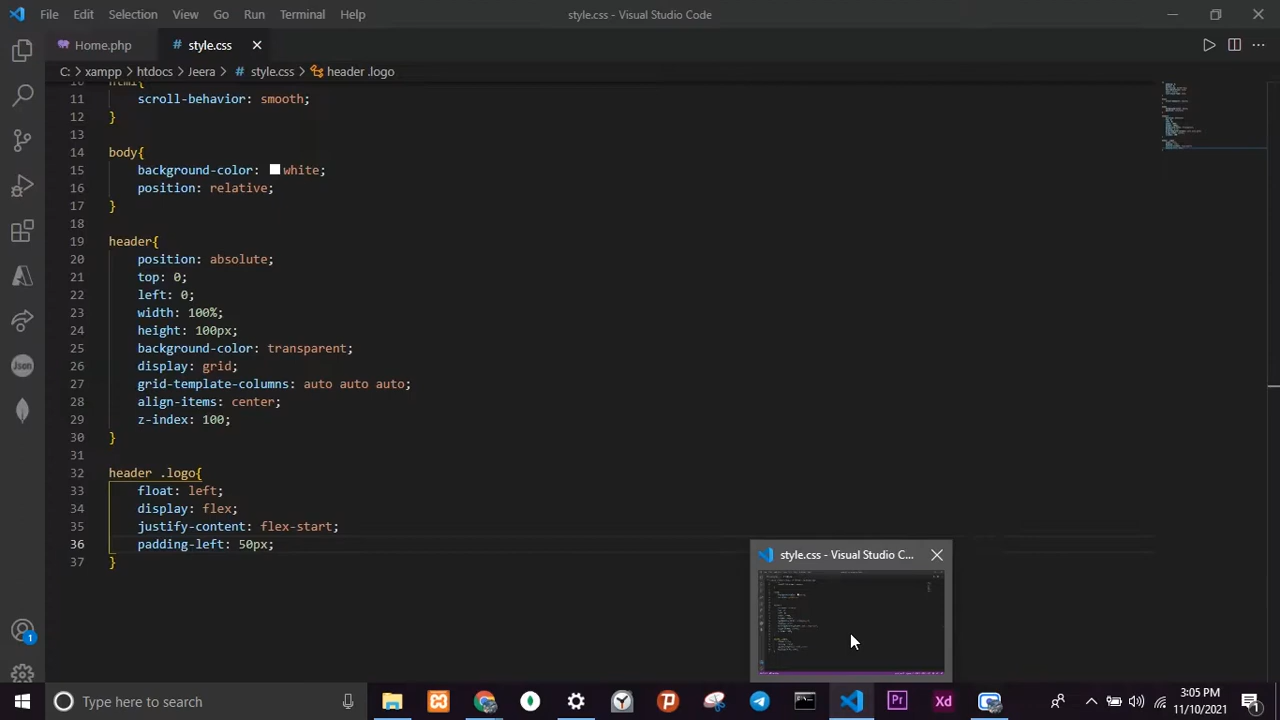 File Edit Selection View Go Run Terminal Help style.css - Visual Studio Code
Home.php # style.css
C: > xampp > htdocs > Jeera > # style.css > header .logo
html{
11 scroll-behavior: smooth;
12 }
13
14 body{
15 background-color: white;
16 position: relative;
17 }
18
19 header{
20 position: absolute;
21 top: 0;
22 left: 0;
23 width: 100%;
24 height: 100px;
25 background-color: transparent;
26 display: grid;
27 grid-template-columns: auto auto auto;
28 align-items: center;
29 z-index: 100;
30 }
31
32 header .logo{
33 float: left;
34 display: flex;
35 justify-content: flex-start;
36 padding-left: 50px;
37 }
Json
1
style.css - Visual Studio C...
Type here to search
Xd
Pr
3:05 PM
11/10/2021
1